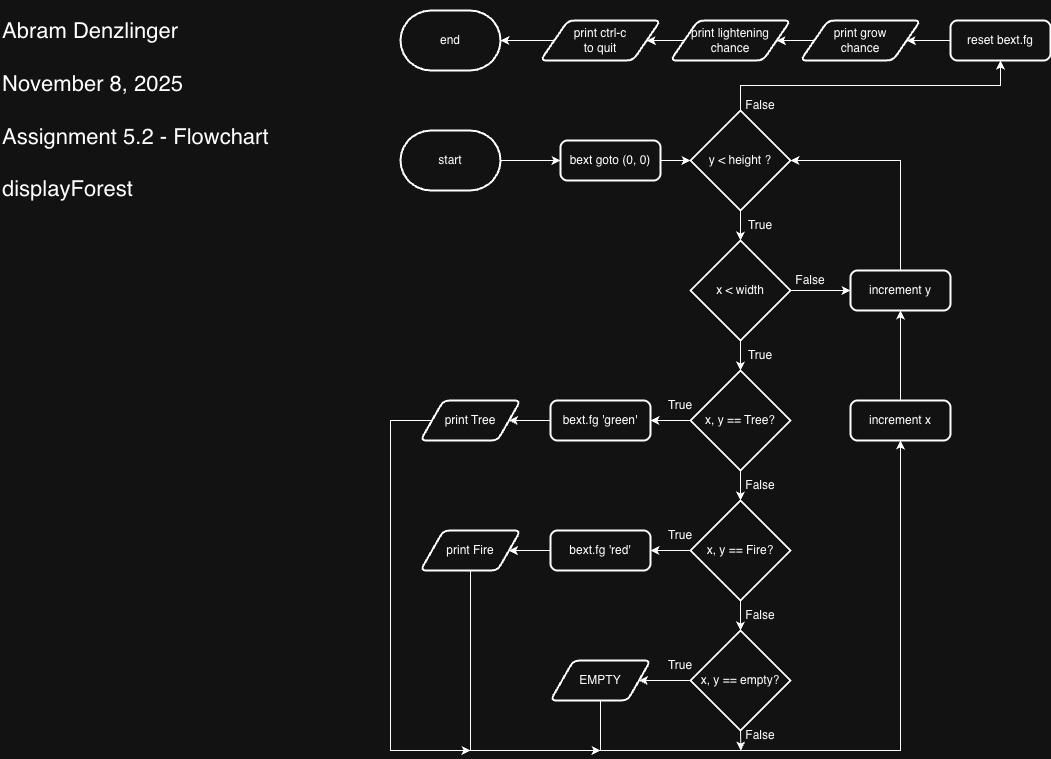 Abram Denzlinger
November 8, 2025
Assignment 5.2 - Flowchart
displayForest
end
print ctrl-c
to quit
print lightening
chance
print grow
chance
reset bext.fg
False
start
bext goto (0, 0)
y < height ?
True
x < width
False
increment y
True
print Tree
bext.fg 'green'
True
x, y == Tree?
increment x
False
print Fire
bext.fg 'red'
True
x, y == Fire?
False
EMPTY
True
x, y == empty?
False